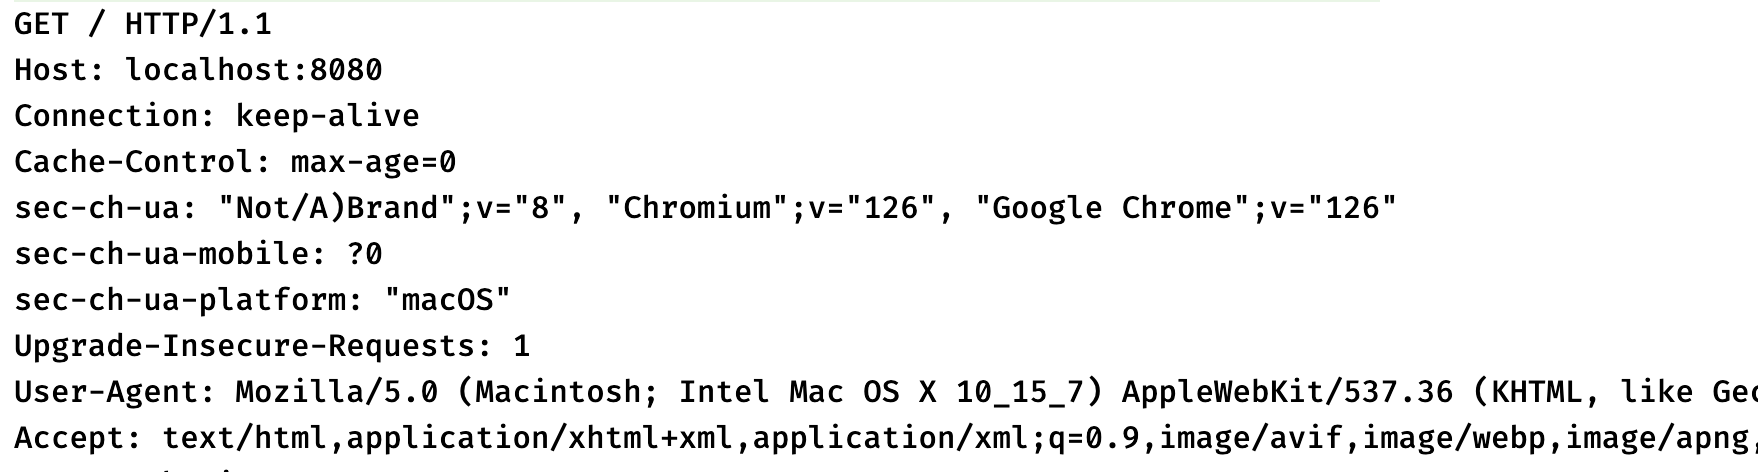 GET / HTTP/1.1
Host: localhost:8080
Connection: keep-alive
Cache-Control: max-age=0
sec-ch-ua: "Not/A)Brand";v="8", "Chromium";v="126", "Google Chrome";v="126"
sec-ch-ua-mobile: ?0
sec-ch-ua-platform: "macOS"
Upgrade-Insecure-Requests: 1
User-Agent: Mozilla/5.0 (Macintosh; Intel Mac OS X 10_15_7) AppleWebKit/537.36 (KHTML, like
Accept: text/html,application/xhtml+xml,application/xml;q=0.9,image/avif,image/webp,image/apng,